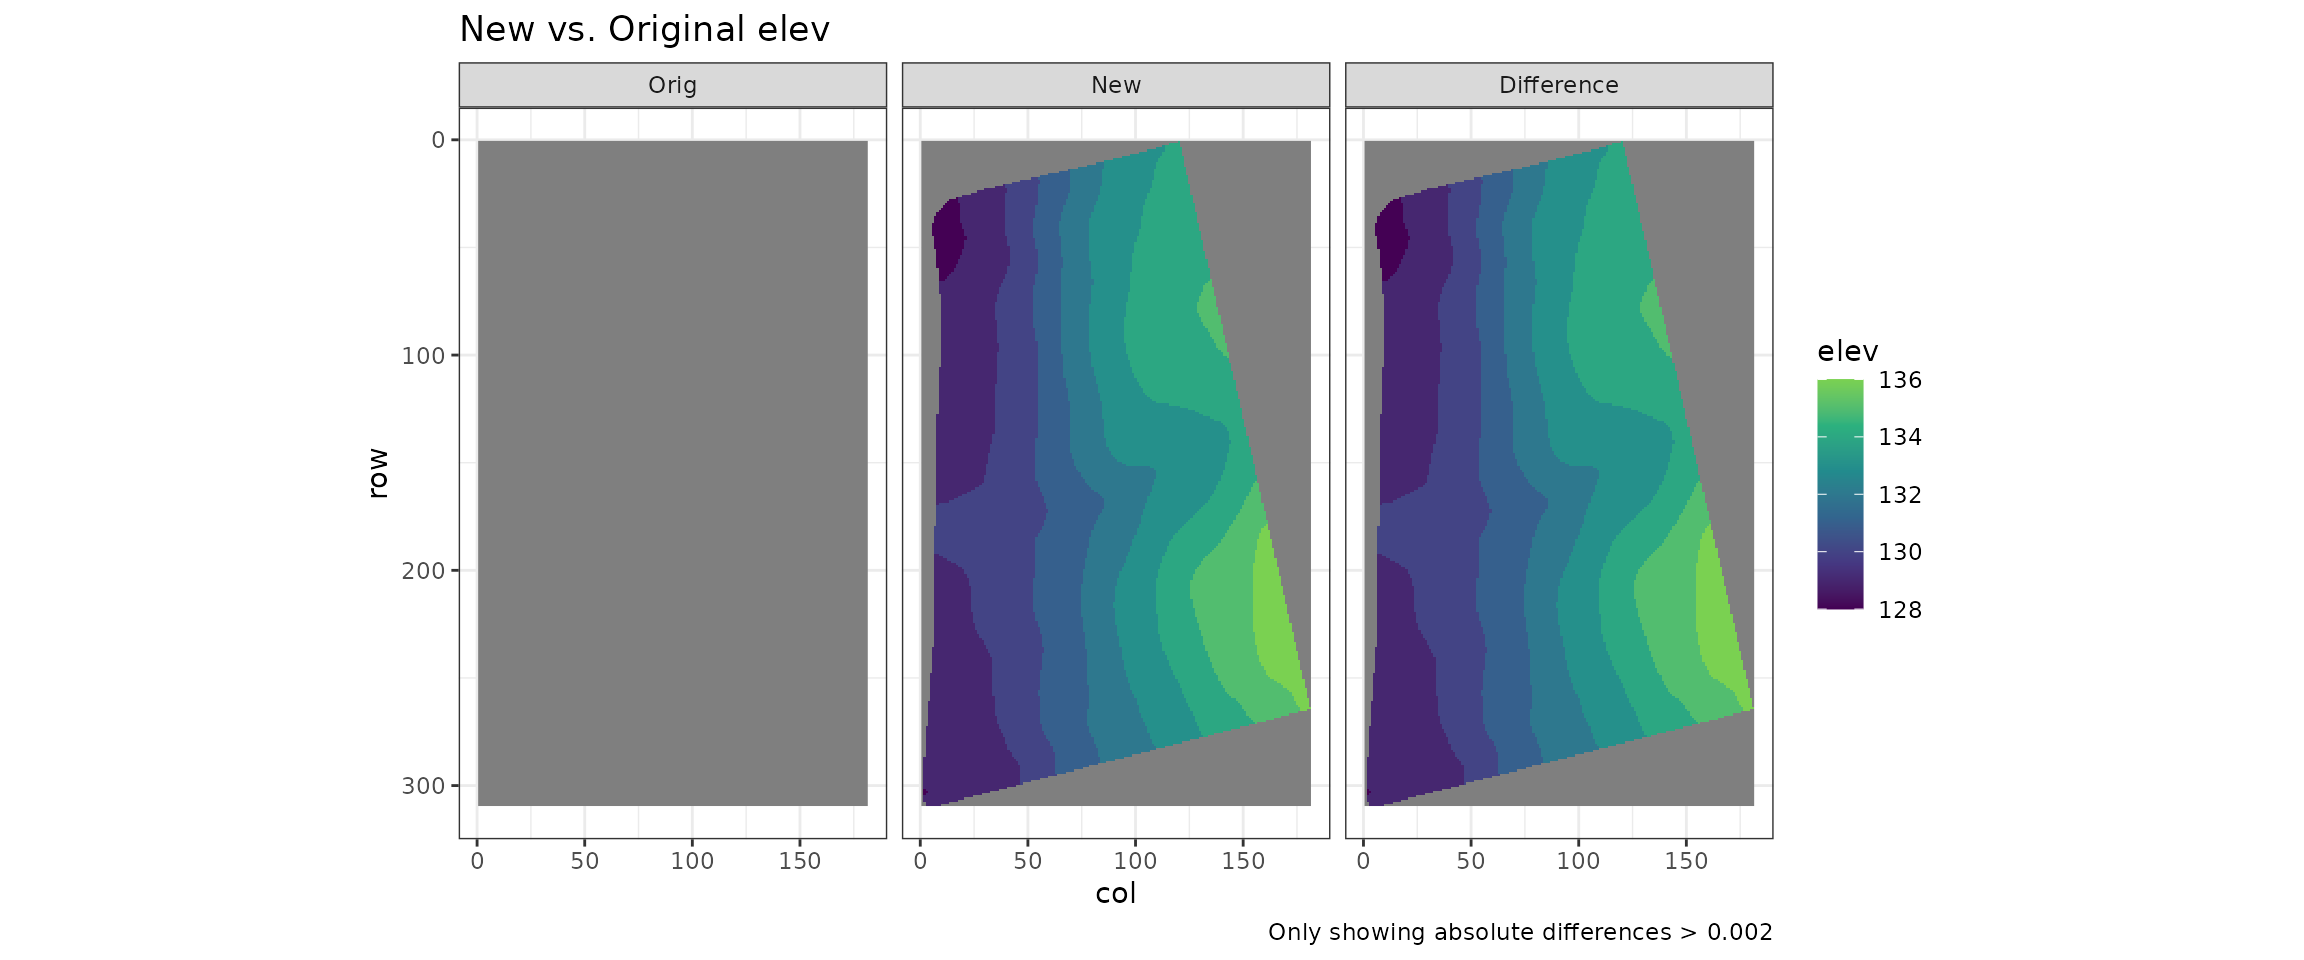 New vs. Original elev
Orig New Difference
0
100
200
300
row
0 50 100 150 0 50 100 150 0 50 100 150
col
elev
136
134
132
130
128
Only showing absolute differences > 0.002